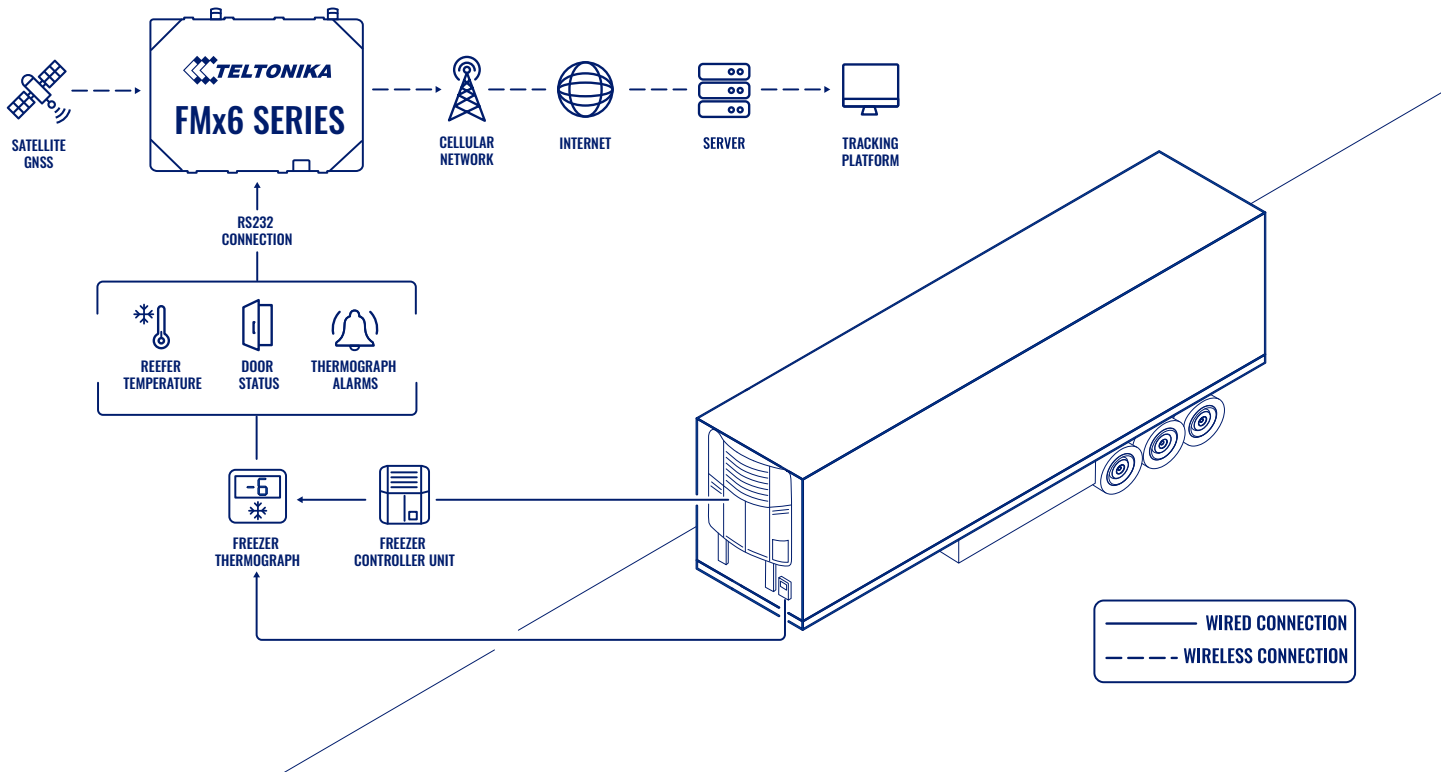 TELTONIKA
FMx6 SERIES
SATELLITE
GNSS
CELLULAR
NETWORK
INTERNET
SERVER
TRACKING
PLATFORM
RS232
CONNECTION
REEFER
TEMPERATURE
DOOR
STATUS
THERMOGRAPH
ALARMS
-6
FREEZER
THERMOGRAPH
FREEZER
CONTROLLER UNIT
WIRED CONNECTION
WIRELESS CONNECTION